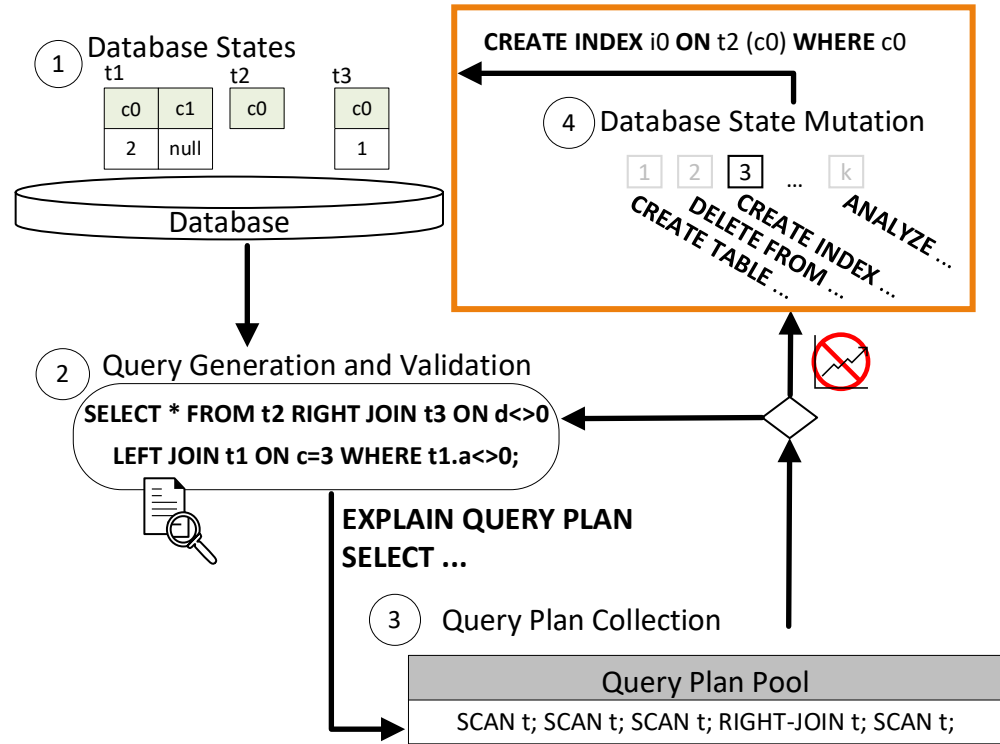 1
Database States
t1
t2
t3
c0
c1
c0
c0
2
null
1
Database
2
Query Generation and Validation
SELECT * FROM t2 RIGHT JOIN t3 ON d<>0
LEFT JOIN t1 ON c=3 WHERE t1.a<>0;
EXPLAIN QUERY PLAN
SELECT ...
3
Query Plan Collection
Query Plan Pool
SCAN t; SCAN t; SCAN t; RIGHT-JOIN t; SCAN t;
CREATE INDEX i0 ON t2 (c0) WHERE c0
4
Database State Mutation
1
2
3
...
k
CREATE TABLE ...
DELETE FROM ...
CREATE INDEX ...
ANALYZE ...